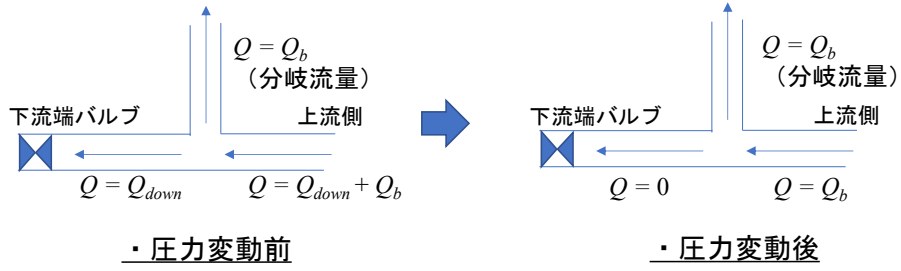 Q = Q_b
（分岐流量）
下流端バルブ
上流側
Q = Q_down
Q = Q_down + Q_b
・圧力変動前
Q = Q_b
（分岐流量）
下流端バルブ
上流側
Q = 0
Q = Q_b
・圧力変動後